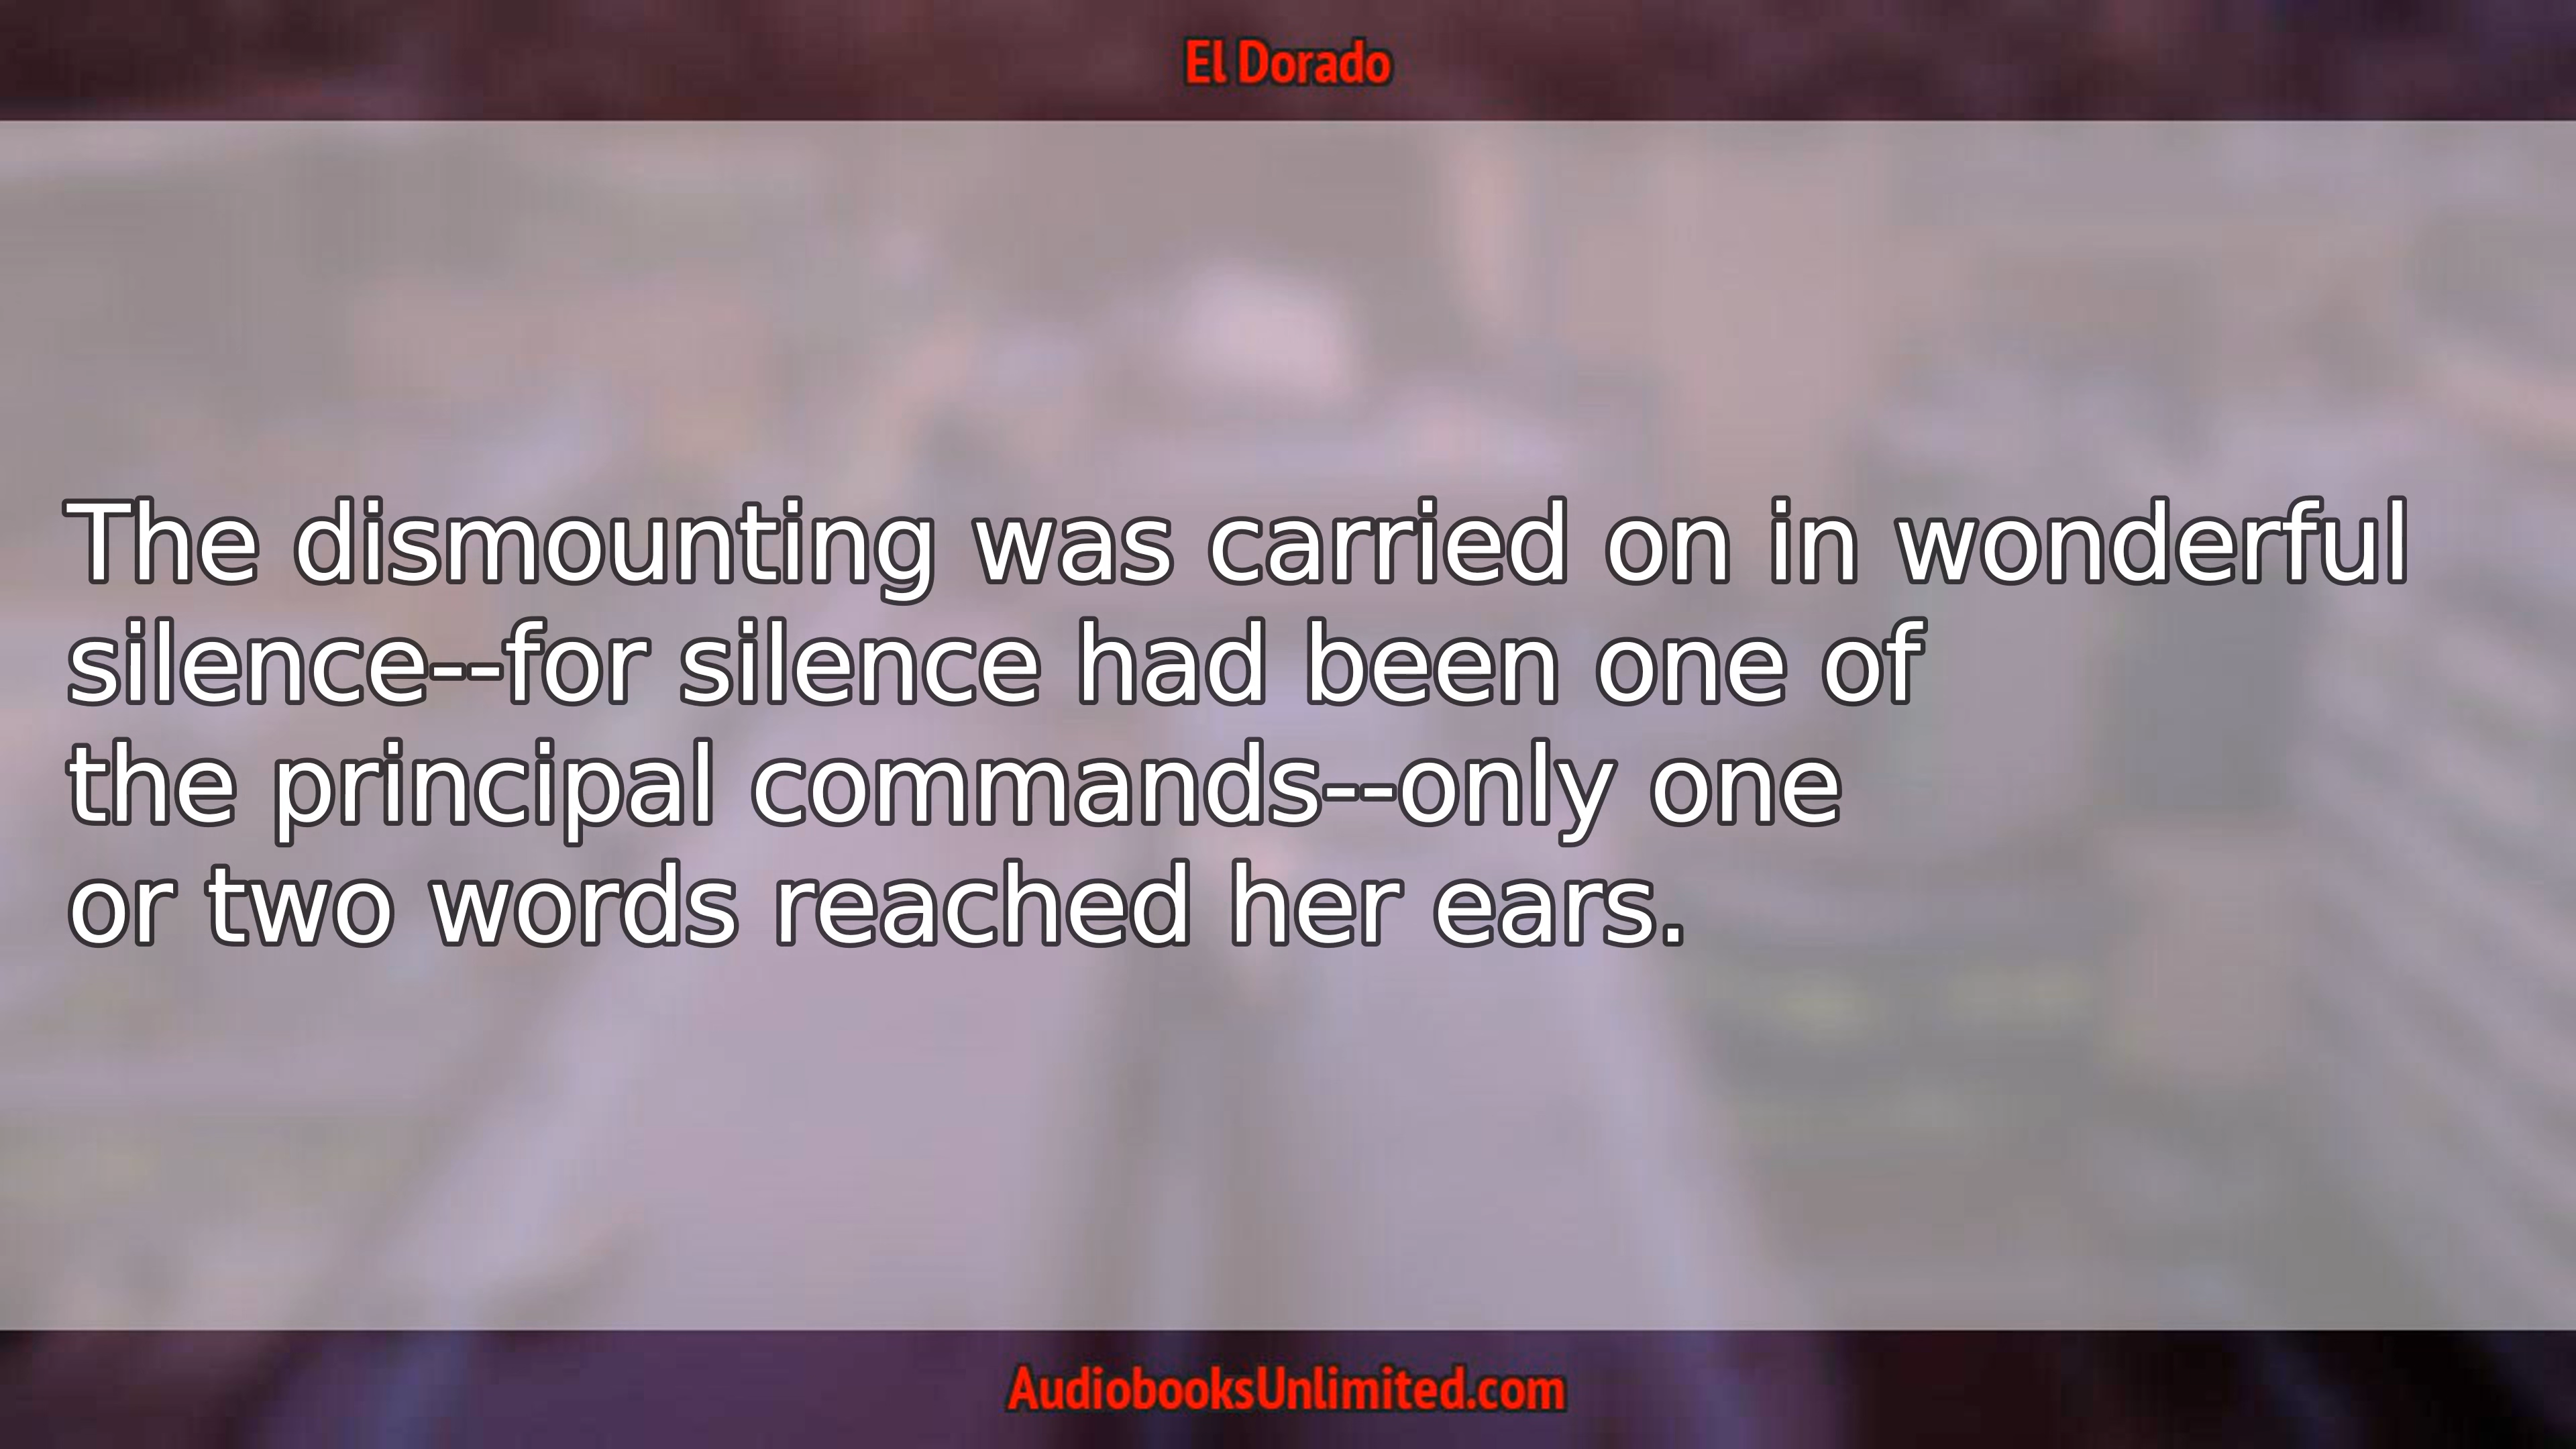 El Dorado
The dismounting was carried on in wonderful
silence--for silence had been one of
the principal commands--only one
or two words reached her ears.
AudiobooksUnlimited.com